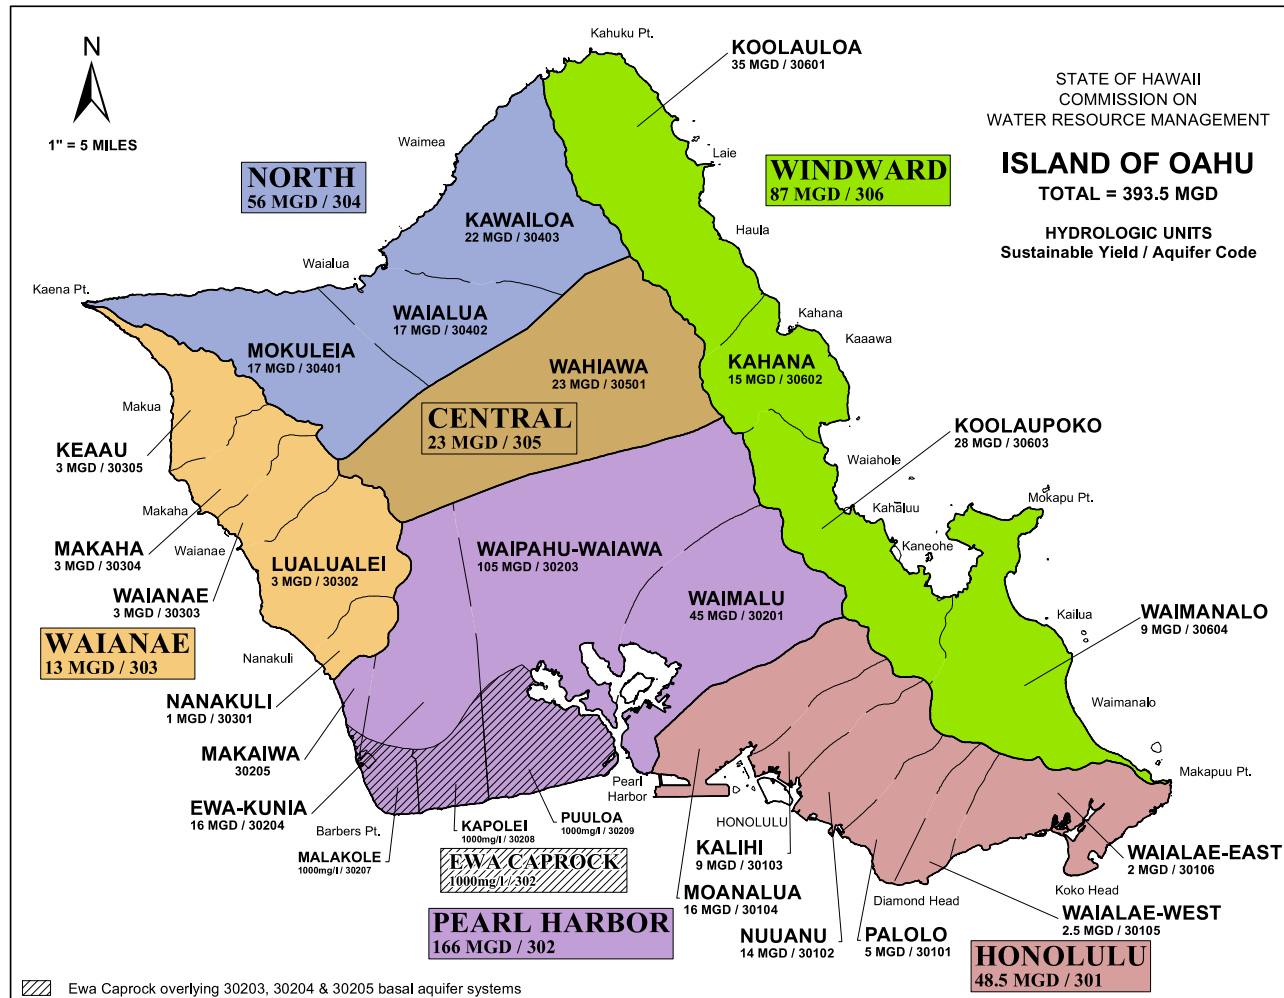 Kahuku Pt.
N
1" = 5 MILES
KOOLAULOA
35 MGD / 30601
STATE OF HAWAII
COMMISSION ON
WATER RESOURCE MANAGEMENT
ISLAND OF OAHU
TOTAL = 393.5 MGD
HYDROLOGIC UNITS
Sustainable Yield / Aquifer Code
Waimea
Laie
NORTH
56 MGD / 304
WINDWARD
87 MGD / 306
KAWAILOA
22 MGD / 30403
Haula
Waialua
Kaena Pt.
WAIALUA
17 MGD / 30402
Kahana
Kaaawa
MOKULEIA
17 MGD / 30401
WAHIAWA
23 MGD / 30501
KAHANA
15 MGD / 30602
Makua
CENTRAL
23 MGD / 305
KOOLAUPOKO
28 MGD / 30603
KEAAU
3 MGD / 30305
Waiahole
Mokapu Pt.
Makaha
Kahaluu
Waianae
Kaneohe
MAKAHA
3 MGD / 30304
LUALUALEI
3 MGD / 30302
WAIPAHU-WAIAWA
105 MGD / 30203
WAIANAE
3 MGD / 30303
WAIMALU
45 MGD / 30201
Kailua
WAIMANALO
9 MGD / 30604
WAIANAE
13 MGD / 303
Nanakuli
NANAKULI
1 MGD / 30301
Waimanalo
MAKAIWA
30205
Makapuu Pt.
Pearl
Harbor
EWA-KUNIA
16 MGD / 30204
Barbers Pt.
KAPOLEI
1000mg/l / 30208
PUULOA
1000mg/l / 30209
HONOLULU
MALAKOLE
1000mg/l / 30207
EWA CAPROCK
1000mg/l / 302
KALIHI
9 MGD / 30103
WAIALAE-EAST
2 MGD / 30106
MOANALUA
16 MGD / 30104
Diamond Head
Koko Head
WAIALAE-WEST
2.5 MGD / 30105
PEARL HARBOR
166 MGD / 302
NUUANU
14 MGD / 30102
PALOLO
5 MGD / 30101
HONOLULU
48.5 MGD / 301
Ewa Caprock overlying 30203, 30204 & 30205 basal aquifer systems